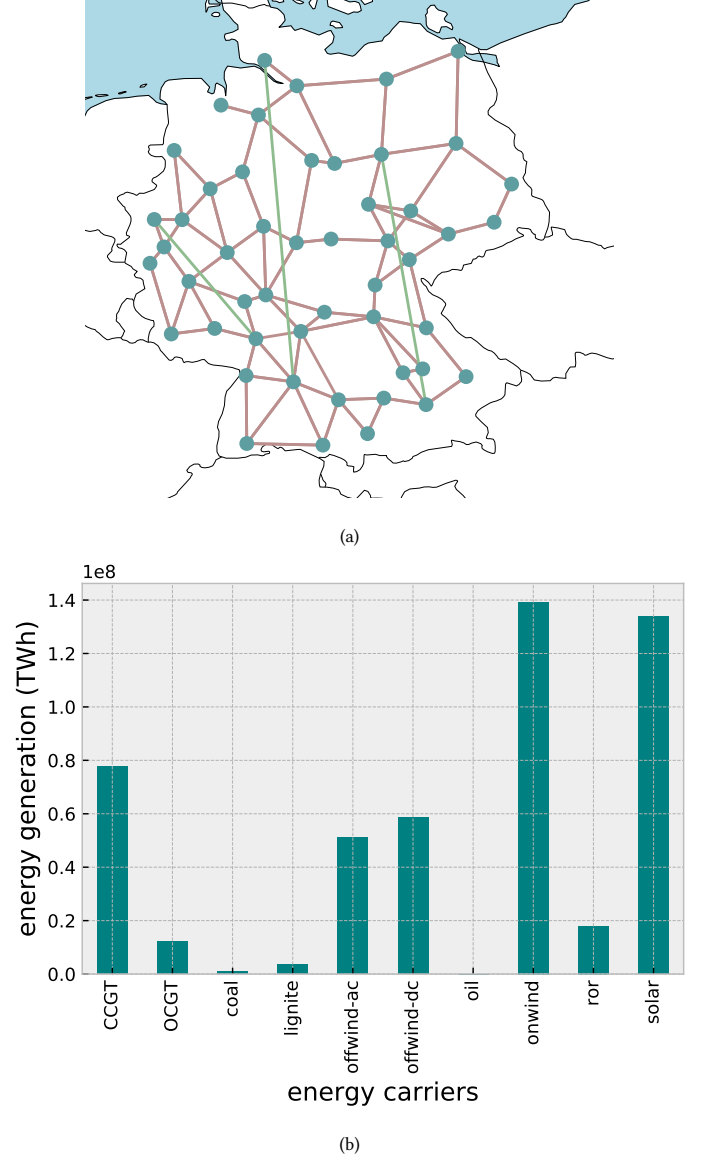 (a)
1e8
1.4
1.2
1.0
0.8
0.6
0.4
0.2
0.0
energy generation (TWh)
CCGT
OCGT
coal
lignite
offwind-ac
offwind-dc
oil
onwind
ror
solar
energy carriers
(b)